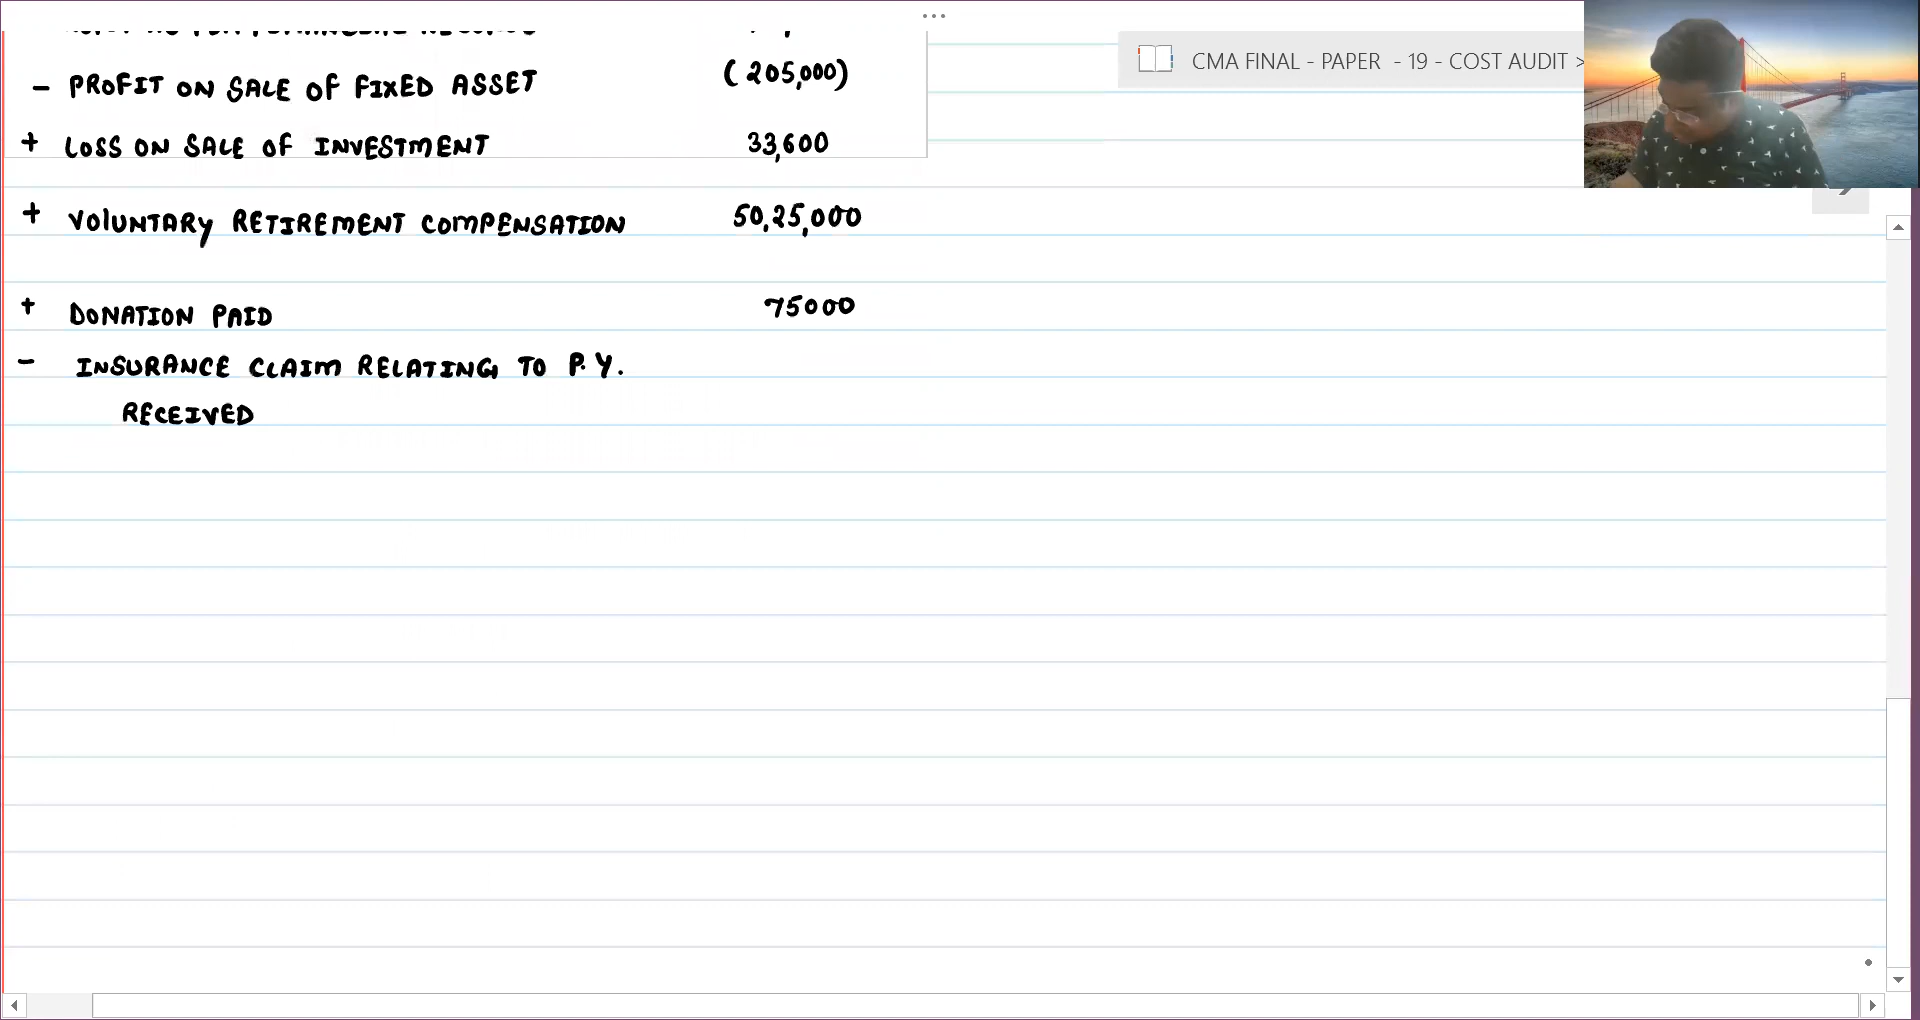 - PROFIT ON SALE OF FIXED ASSET (205,000)
+ LOSS ON SALE OF INVESTMENT 33,600
+ VOLUNTARY RETIREMENT COMPENSATION 50,25,000
+ DONATION PAID 75000
- INSURANCE CLAIM RELATING TO P.Y.
RECEIVED
CMA FINAL - PAPER - 19 - COST AUDIT >